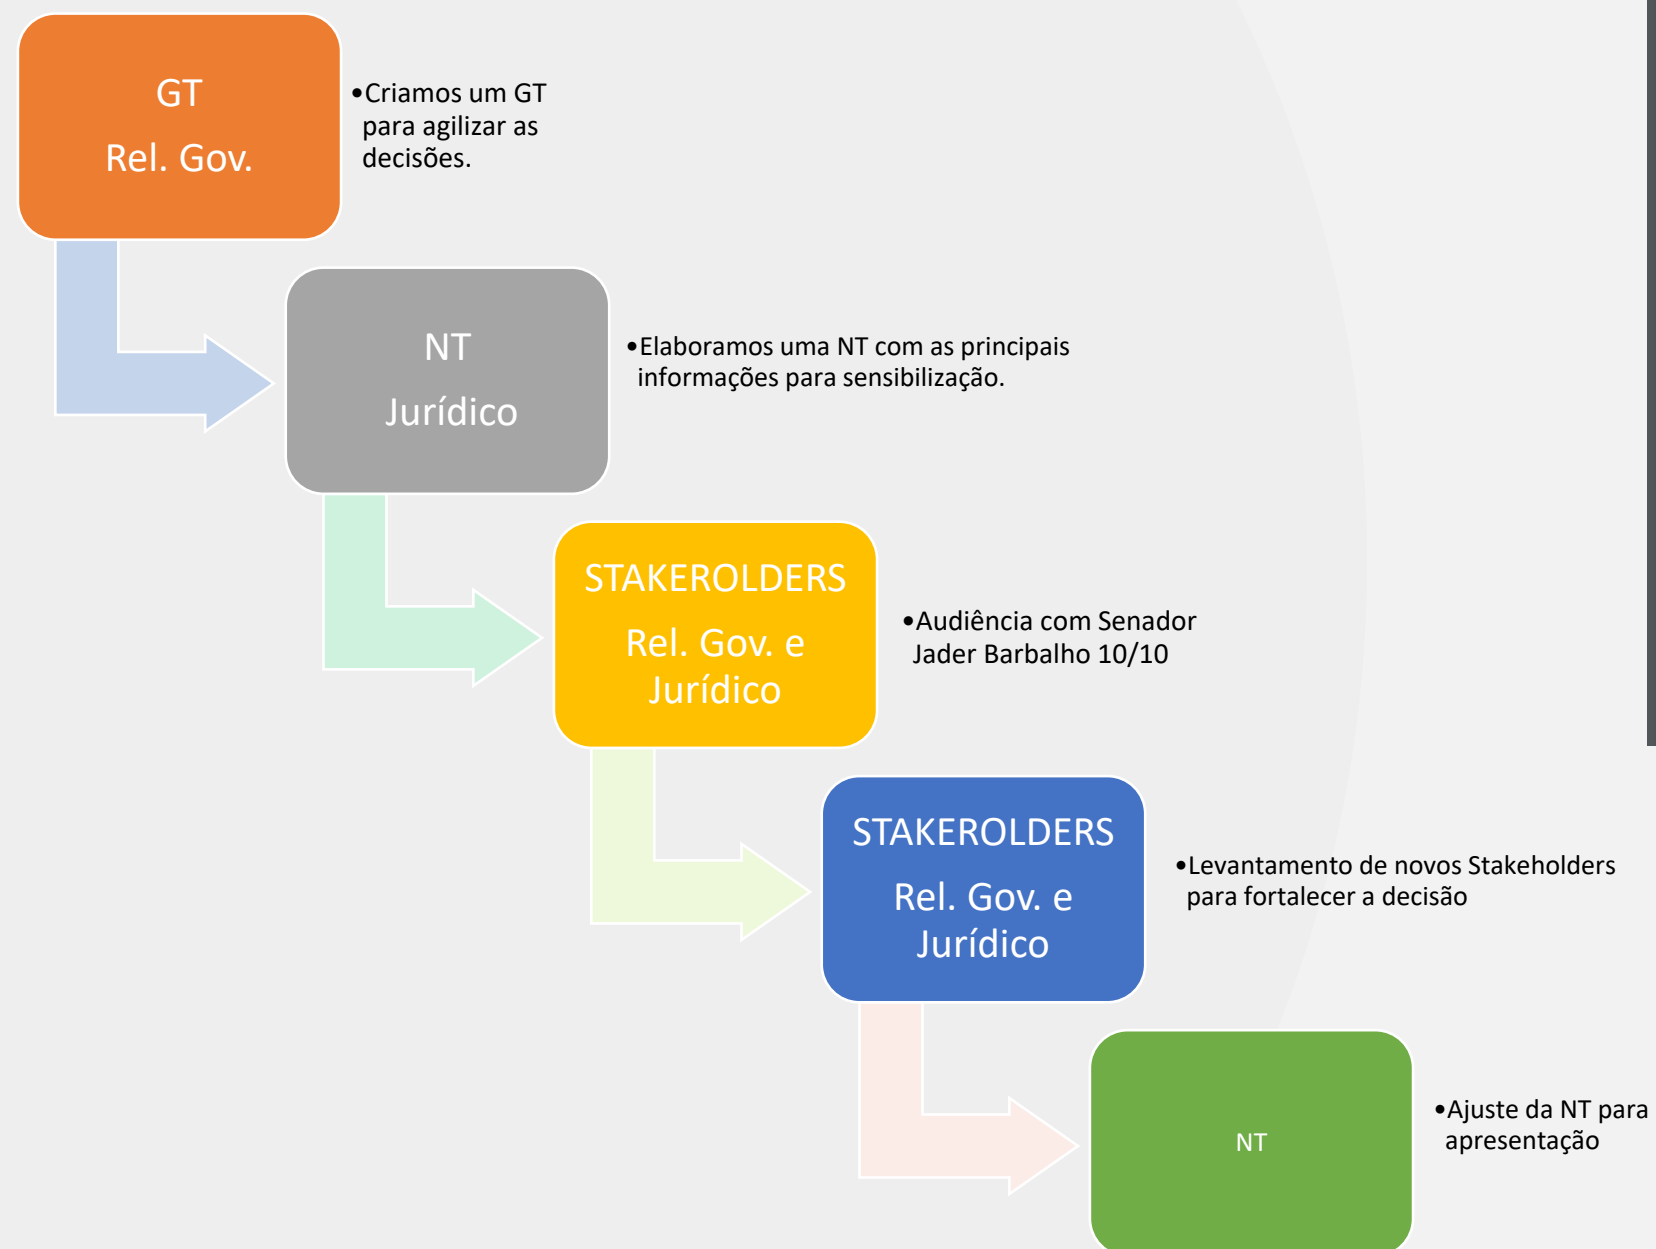 GT
Rel. Gov.
•Criamos um GT
para agilizar as
decisões.
NT
Jurídico
•Elaboramos uma NT com as principais
informações para sensibilização.
STAKEROLDERS
Rel. Gov. e
Jurídico
•Audiência com Senador
Jader Barbalho 10/10
STAKEROLDERS
Rel. Gov. e
Jurídico
•Levantamento de novos Stakeholders
para fortalecer a decisão
NT
•Ajuste da NT para
apresentação